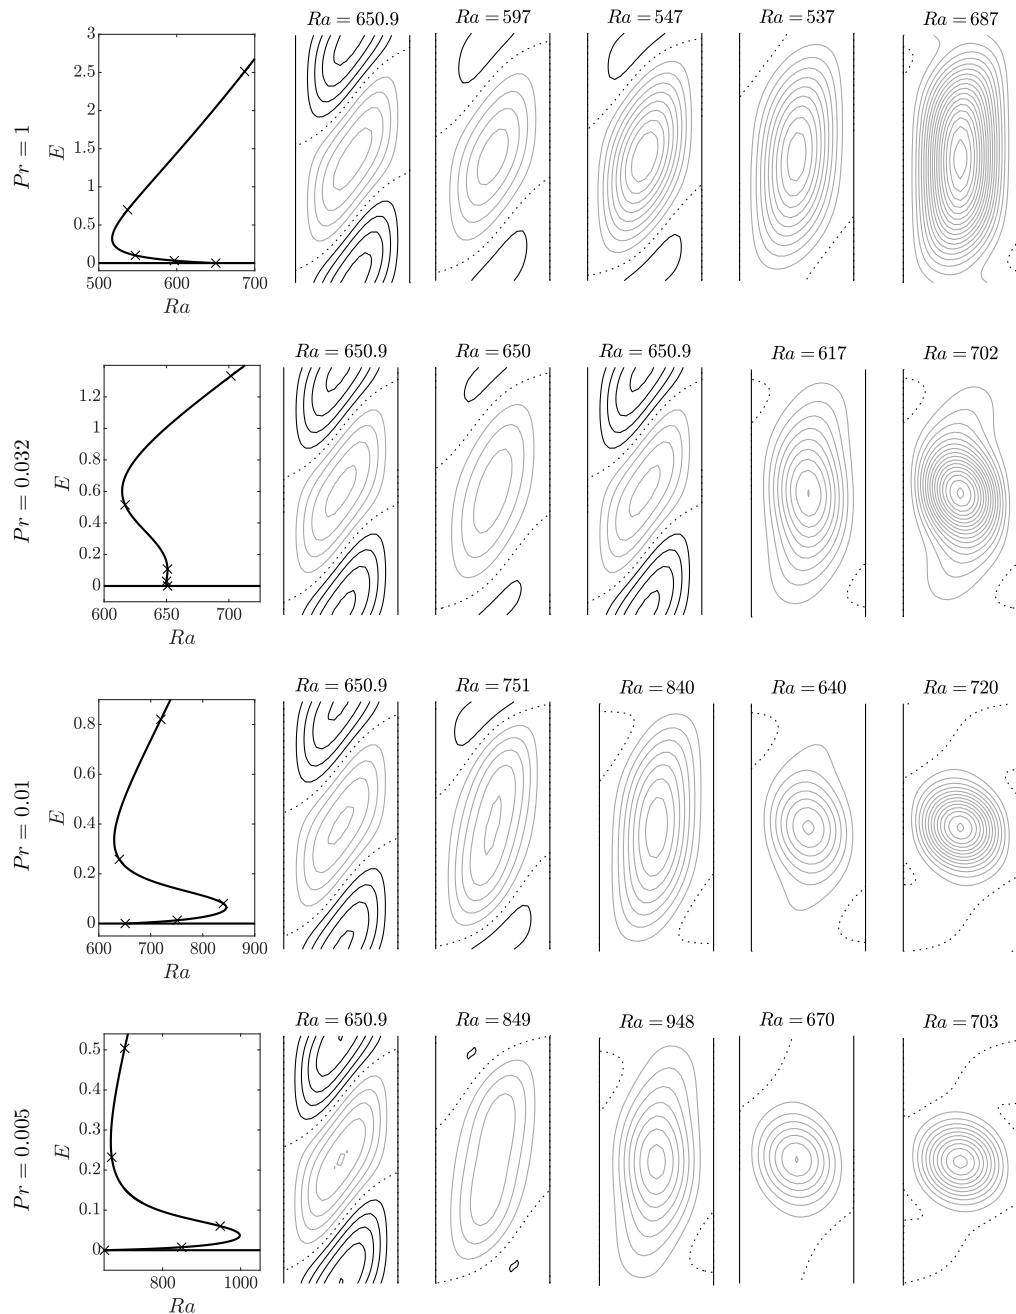 Ra = 650.9 Ra = 597 Ra = 547 Ra = 537 Ra = 687
3
2.5
2
1.5
1
0.5
0
E
Pr = 1
500 600 700
Ra
Ra = 650.9 Ra = 650 Ra = 650.9 Ra = 617 Ra = 702
1.2
1
0.8
0.6
0.4
0.2
0
E
Pr = 0.032
600 650 700
Ra
Ra = 650.9 Ra = 751 Ra = 840 Ra = 640 Ra = 720
0.8
0.6
0.4
0.2
0
E
Pr = 0.01
600 700 800 900
Ra
Ra = 650.9 Ra = 849 Ra = 948 Ra = 670 Ra = 703
0.5
0.4
0.3
0.2
0.1
0
E
Pr = 0.005
800 1000
Ra